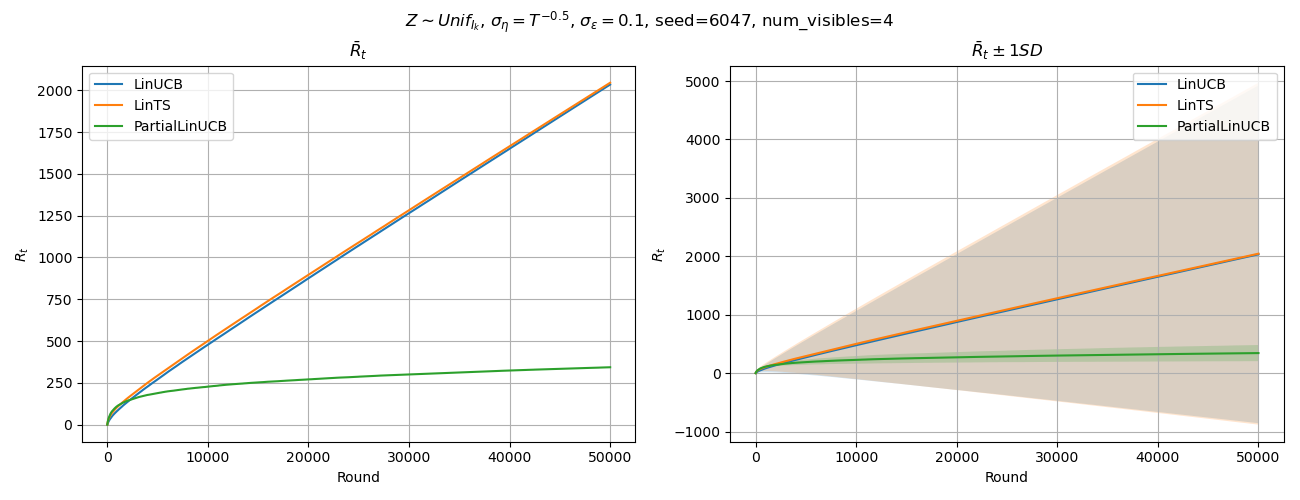 Z ∼ Unif_{I_k}, σ_η = T^{−0.5}, σ_ε = 0.1, seed=6047, num_visibles=4
R̄_t
R_t
2000
1750
1500
1250
1000
750
500
250
0
LinUCB
LinTS
PartialLinUCB
0 10000 20000 30000 40000 50000
Round
R̄_t ± 1SD
R_t
5000
4000
3000
2000
1000
0
−1000
LinUCB
LinTS
PartialLinUCB
0 10000 20000 30000 40000 50000
Round